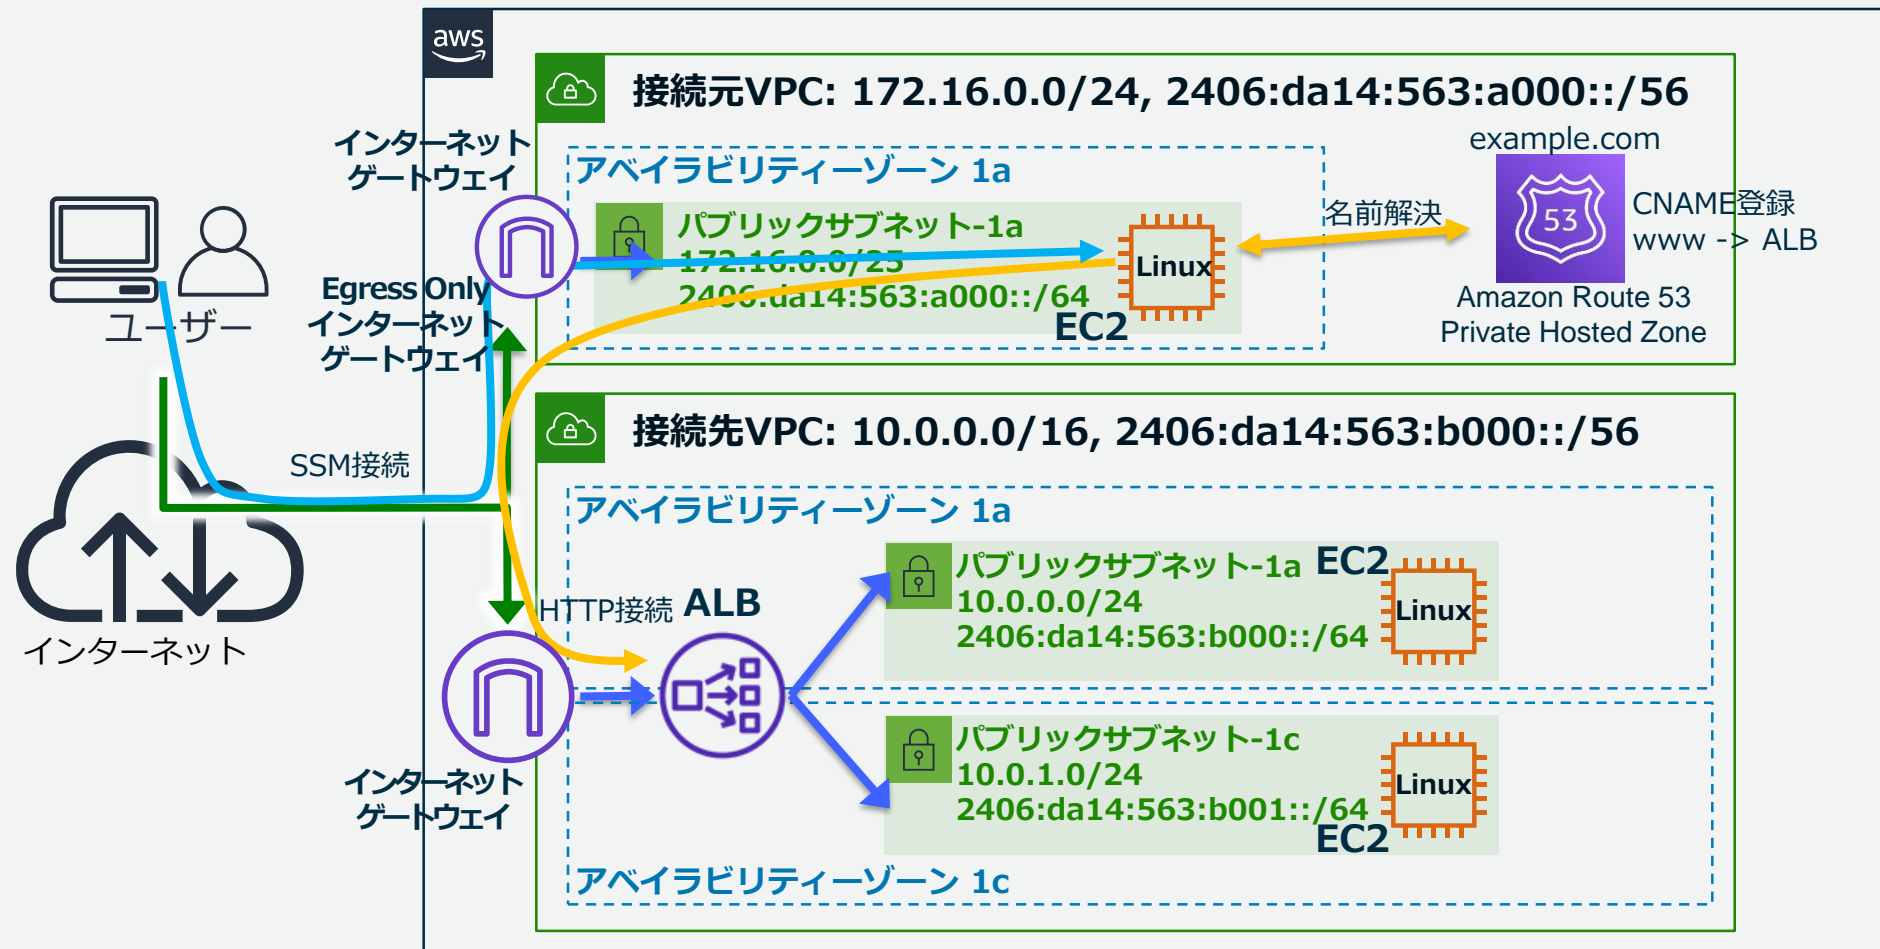 aws
接続元VPC: 172.16.0.0/24, 2406:da14:563:a000::/56
インターネット
ゲートウェイ
アベイラビリティーゾーン 1a
パブリックサブネット-1a
172.16.0.0/25
2406:da14:563:a000::/64
Linux
EC2
名前解決
example.com
53
CNAME登録
www -> ALB
Amazon Route 53
Private Hosted Zone
ユーザー
Egress Only
インターネット
ゲートウェイ
SSM接続
インターネット
接続先VPC: 10.0.0.0/16, 2406:da14:563:b000::/56
アベイラビリティーゾーン 1a
パブリックサブネット-1a
10.0.0.0/24
2406:da14:563:b000::/64
EC2
Linux
HTTP接続
ALB
インターネット
ゲートウェイ
パブリックサブネット-1c
10.0.1.0/24
2406:da14:563:b001::/64
Linux
EC2
アベイラビリティーゾーン 1c